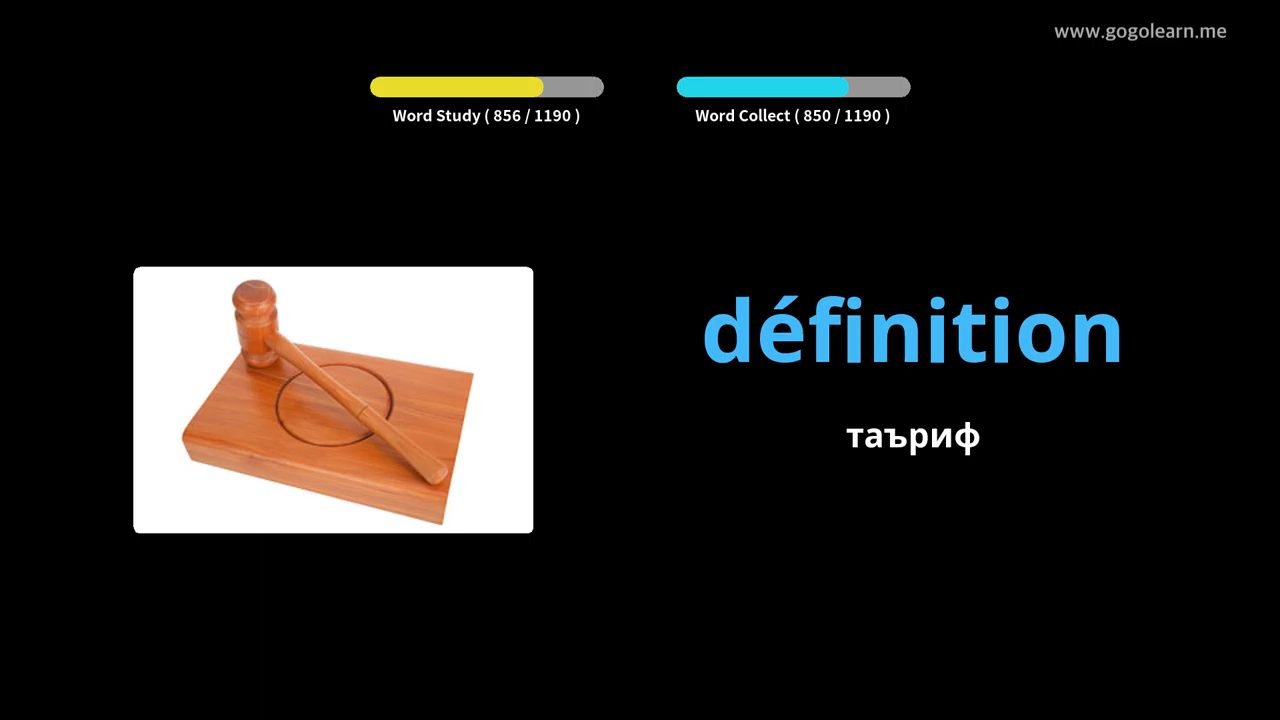 www.gogolearn.me
Word Study ( 856 / 1190 )
Word Collect ( 850 / 1190 )
définition
таъриф